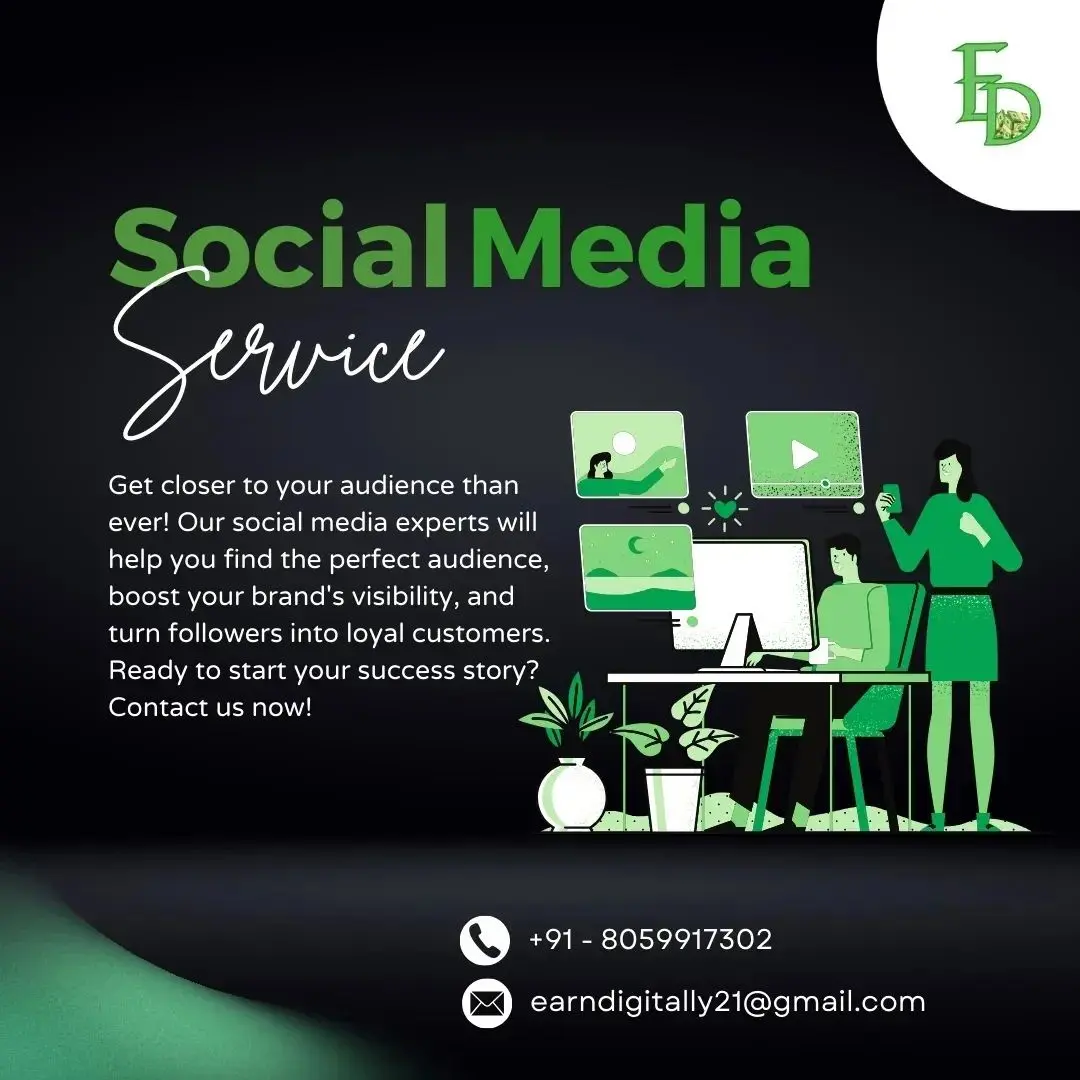 ED
Social Media
Service
Get closer to your audience than
ever! Our social media experts will
help you find the perfect audience,
boost your brand's visibility, and
turn followers into loyal customers.
Ready to start your success story?
Contact us now!
+91 - 8059917302
earndigitally21@gmail.com